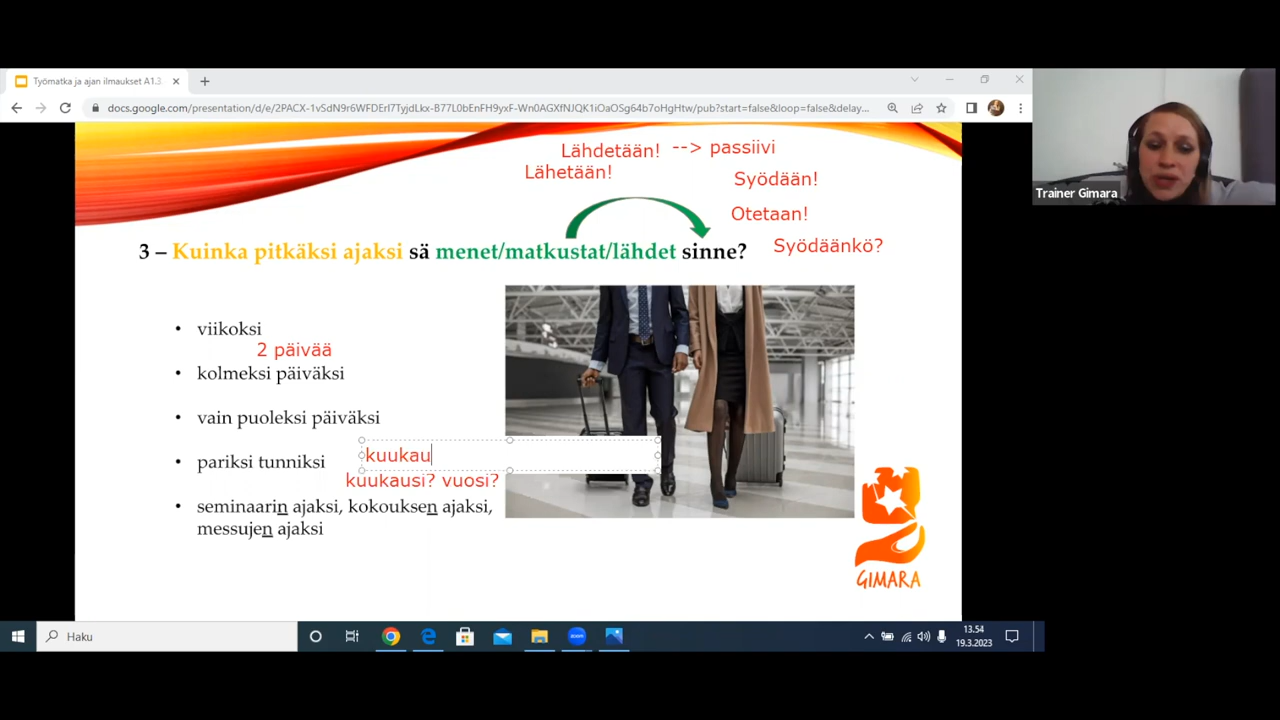 Työmatka ja ajan ilmaukset A1.3
docs.google.com/presentation/d/e/2PACX-1vSdN9r6WFDErI7TyjdLkx-B77L0bEnFH9yxF-Wn0AGXfNJQK1iOaOSg64b7oHgHtw/pub?start=false&loop=false&delay...
Trainer Gimara
Lähdetään! --> passiivi
Lähetään!
Syödään!
Otetaan!
Syödäänkö?
3 – Kuinka pitkäksi ajaksi sä menet/matkustat/lähdet sinne?
• viikoksi
2 päivää
• kolmeksi päiväksi
• vain puoleksi päiväksi
kuukau
• pariksi tunniksi
kuukausi? vuosi?
• seminaarin ajaksi, kokouksen ajaksi,
messujen ajaksi
GIMARA
Haku
13.54
19.3.2023